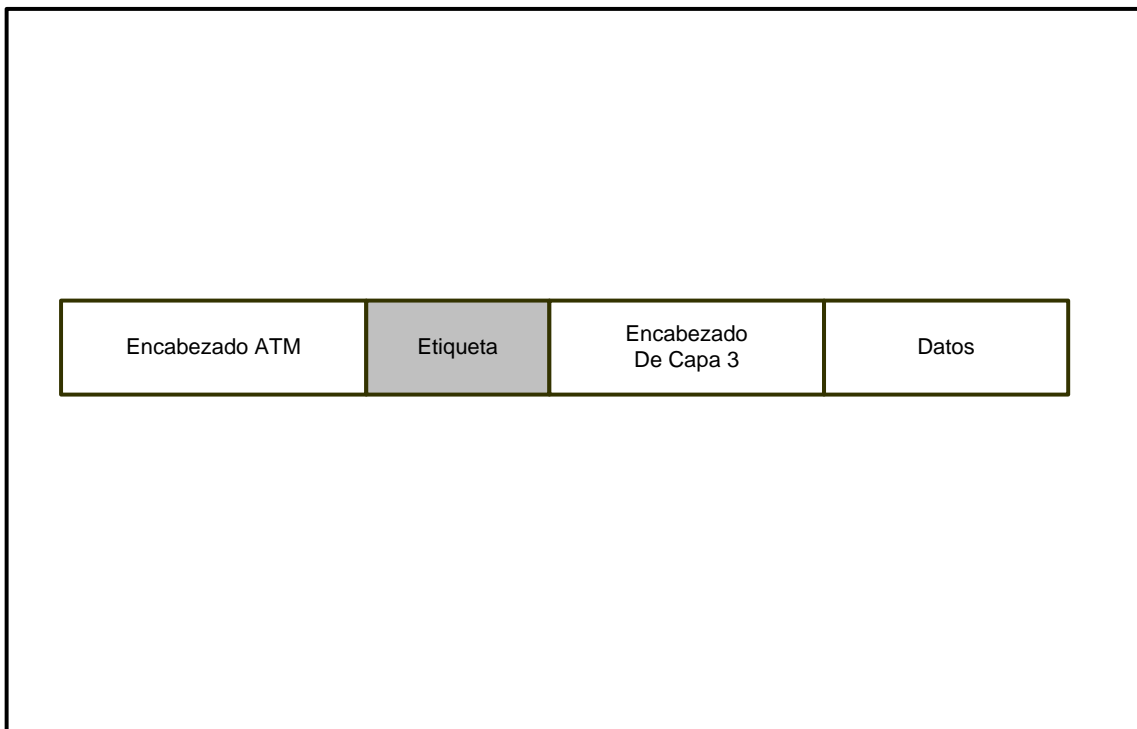 Encabezado ATM
Etiqueta
Encabezado
De Capa 3
Datos